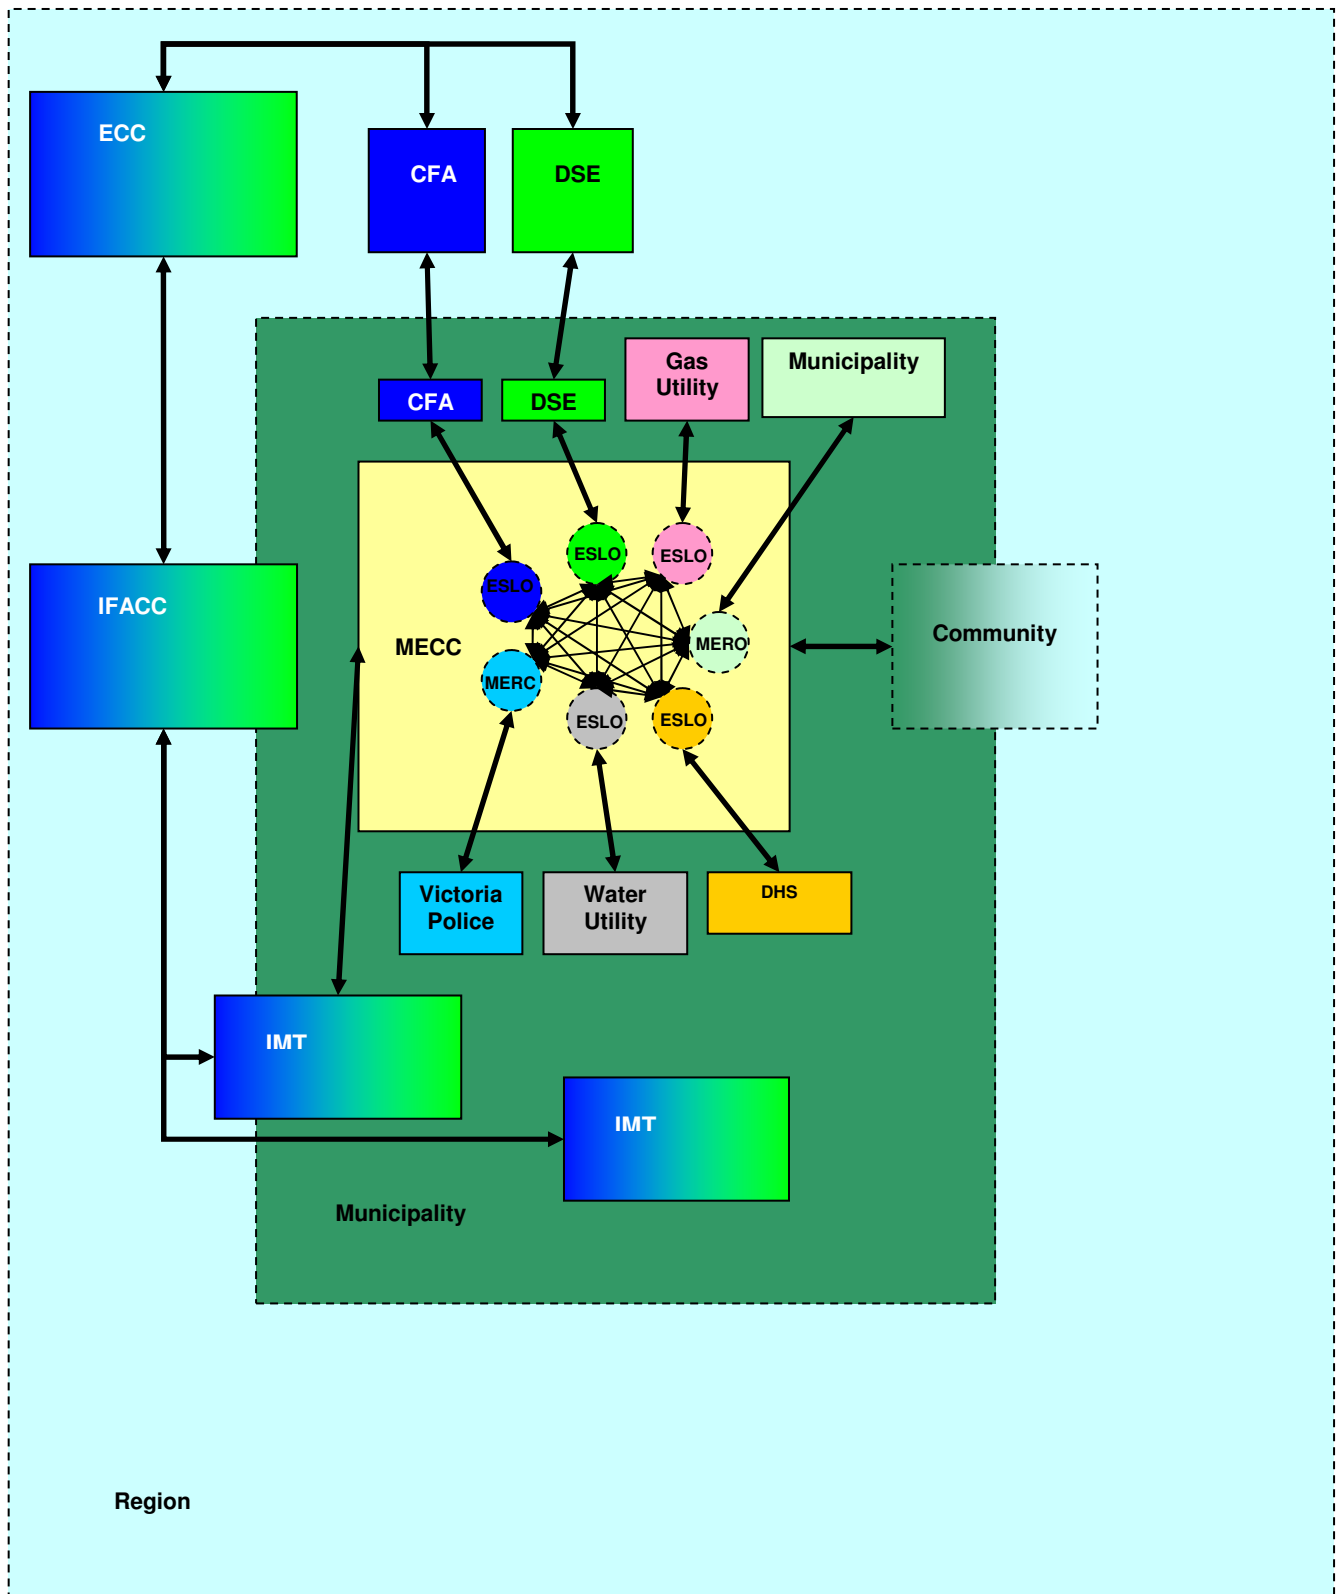 ECC
CFA
DSE
Gas
Utility
Municipality
CFA
DSE
ESLO
ESLO
ESLO
MECC
MERO
Community
MERC
ESLO
ESLO
IFACC
Victoria
Police
Water
Utility
DHS
IMT
IMT
Municipality
Region